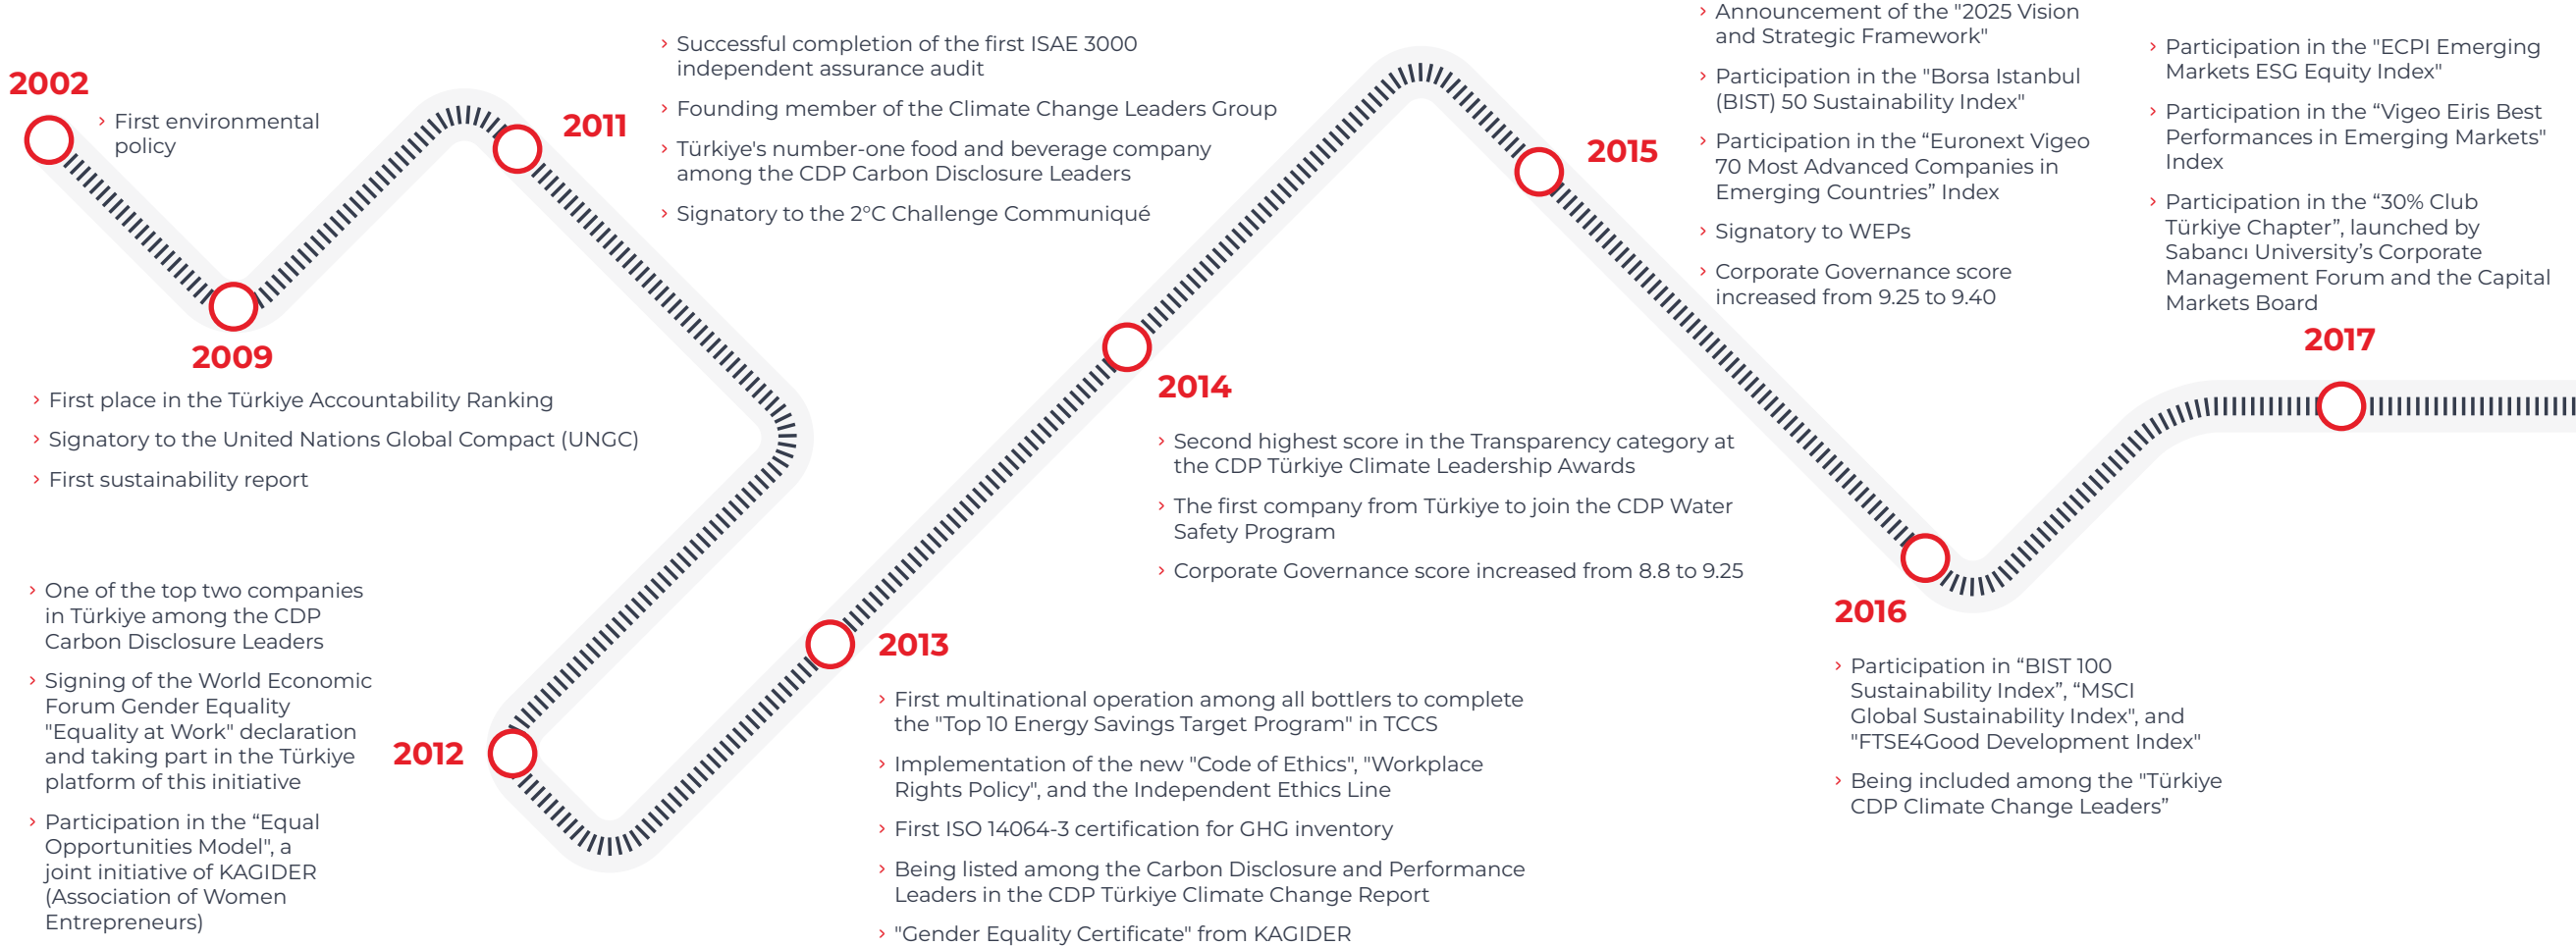 2002
› First environmental
policy
2009
› First place in the Türkiye Accountability Ranking
› Signatory to the United Nations Global Compact (UNGC)
› First sustainability report
2011
› Successful completion of the first ISAE 3000
independent assurance audit
› Founding member of the Climate Change Leaders Group
› Türkiye's number-one food and beverage company
among the CDP Carbon Disclosure Leaders
› Signatory to the 2°C Challenge Communiqué
2012
› One of the top two companies
in Türkiye among the CDP
Carbon Disclosure Leaders
› Signing of the World Economic
Forum Gender Equality
"Equality at Work" declaration
and taking part in the Türkiye
platform of this initiative
› Participation in the “Equal
Opportunities Model", a
joint initiative of KAGIDER
(Association of Women
Entrepreneurs)
2013
› First multinational operation among all bottlers to complete
the "Top 10 Energy Savings Target Program" in TCCS
› Implementation of the new "Code of Ethics", "Workplace
Rights Policy", and the Independent Ethics Line
› First ISO 14064-3 certification for GHG inventory
› Being listed among the Carbon Disclosure and Performance
Leaders in the CDP Türkiye Climate Change Report
› "Gender Equality Certificate" from KAGIDER
2014
› Second highest score in the Transparency category at
the CDP Türkiye Climate Leadership Awards
› The first company from Türkiye to join the CDP Water
Safety Program
› Corporate Governance score increased from 8.8 to 9.25
2015
› Announcement of the "2025 Vision
and Strategic Framework"
› Participation in the "Borsa Istanbul
(BIST) 50 Sustainability Index"
› Participation in the “Euronext Vigeo
70 Most Advanced Companies in
Emerging Countries” Index
› Signatory to WEPs
› Corporate Governance score
increased from 9.25 to 9.40
2016
› Participation in “BIST 100
Sustainability Index”, “MSCI
Global Sustainability Index", and
"FTSE4Good Development Index"
› Being included among the "Türkiye
CDP Climate Change Leaders”
› Participation in the "ECPI Emerging
Markets ESG Equity Index"
› Participation in the “Vigeo Eiris Best
Performances in Emerging Markets"
Index
› Participation in the “30% Club
Türkiye Chapter”, launched by
Sabancı University’s Corporate
Management Forum and the Capital
Markets Board
2017